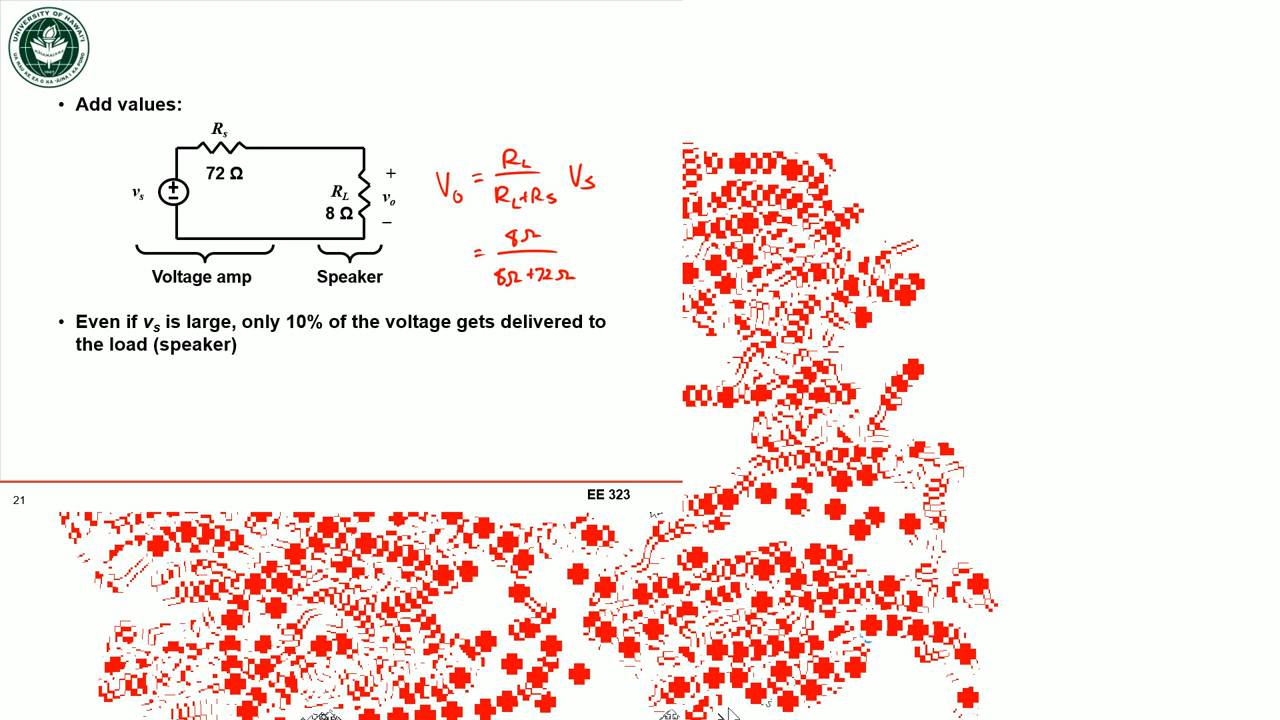 UNIVERSITY OF HAWAI'I
• Add values:
Rs
72 Ω
vs
RL
8 Ω
+
vo
−
Voltage amp
Speaker
Vo = RL / (RL+Rs) Vs
= 8Ω / (8Ω+72Ω)
• Even if vs is large, only 10% of the voltage gets delivered to
the load (speaker)
21
EE 323